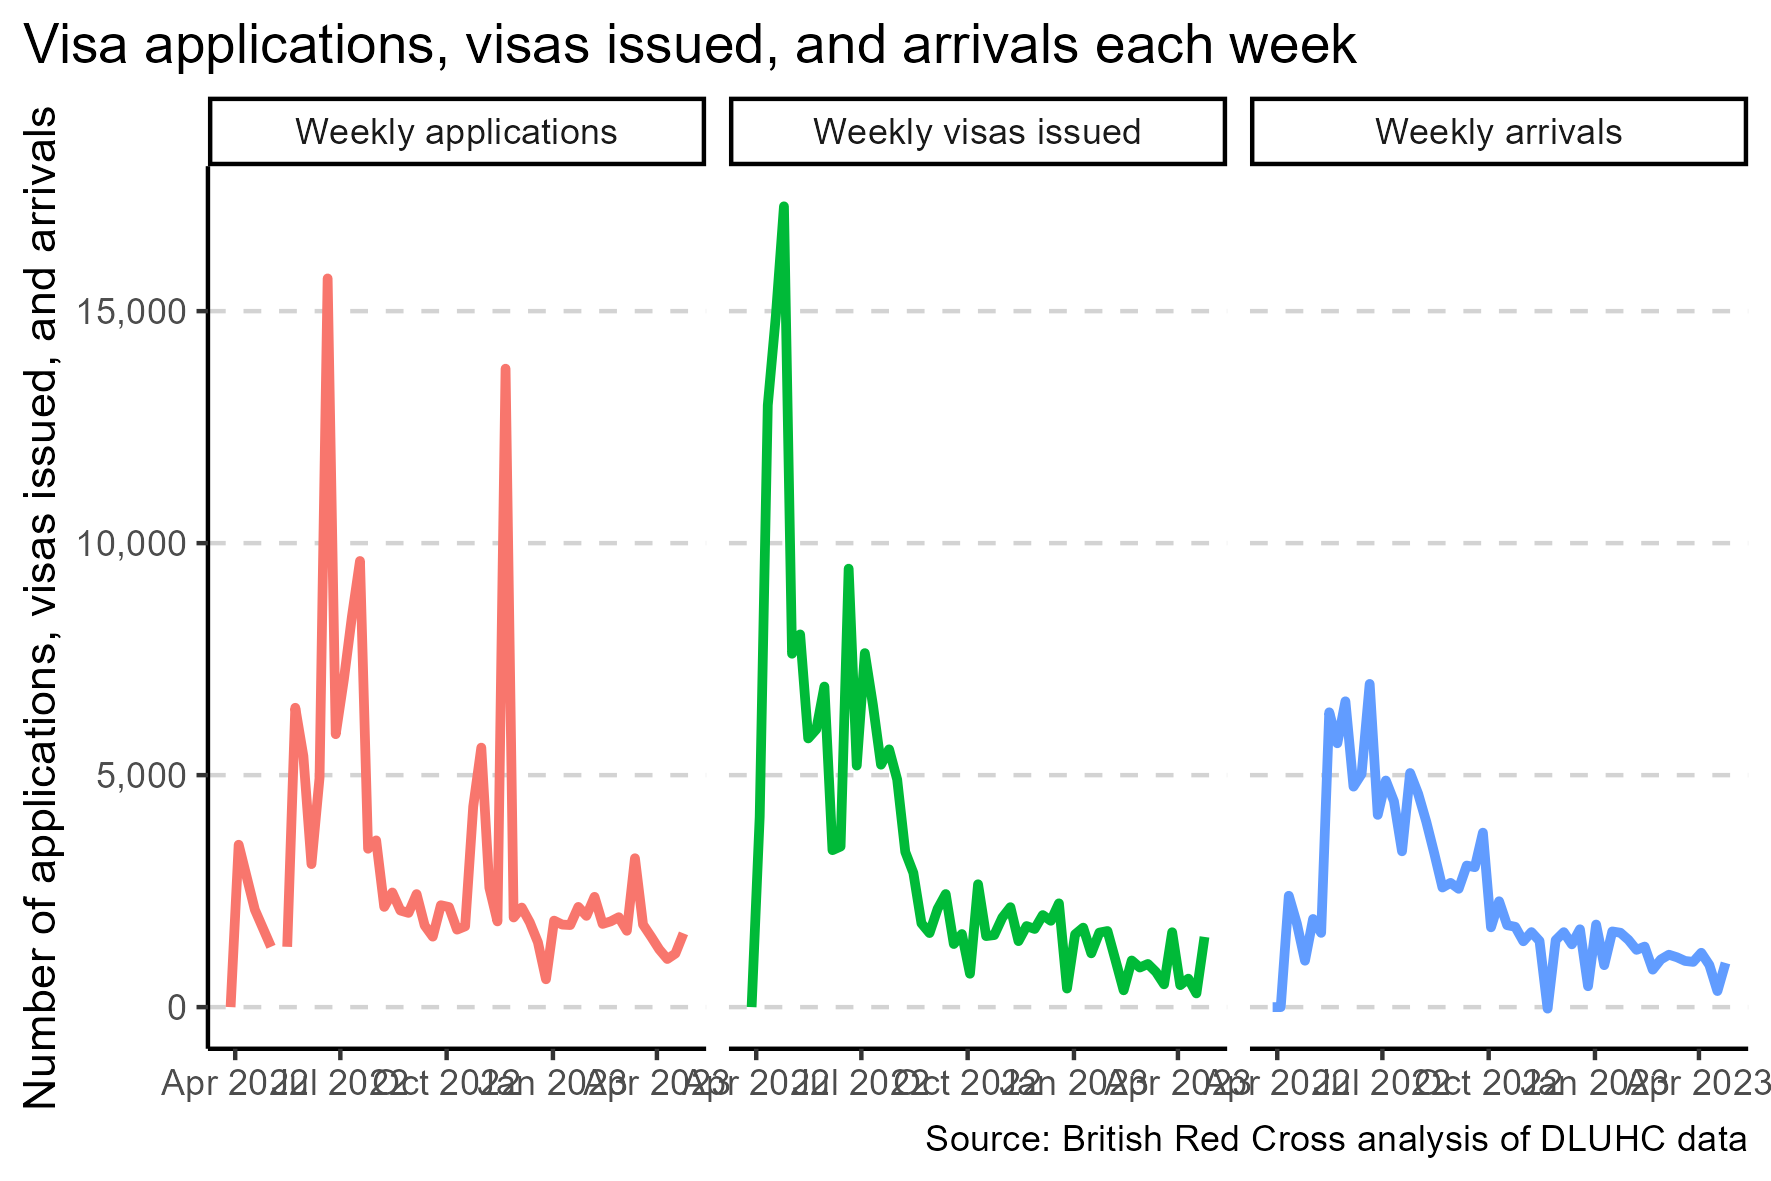 Visa applications, visas issued, and arrivals each week
Number of applications, visas issued, and arrivals
Weekly applications
Weekly visas issued
Weekly arrivals
15,000
10,000
5,000
0
Apr 2022 Jul 2022 Oct 2022 Jan 2023 Apr 2023
Apr 2022 Jul 2022 Oct 2022 Jan 2023 Apr 2023
Apr 2022 Jul 2022 Oct 2022 Jan 2023 Apr 2023
Source: British Red Cross analysis of DLUHC data